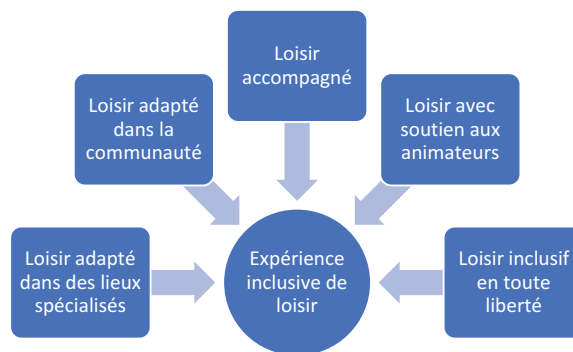 Loisir
accompagné
Loisir adapté
dans la
communauté
Loisir avec
soutien aux
animateurs
Loisir adapté
dans des lieux
spécialisés
Expérience
inclusive de
loisir
Loisir inclusif
en toute
liberté